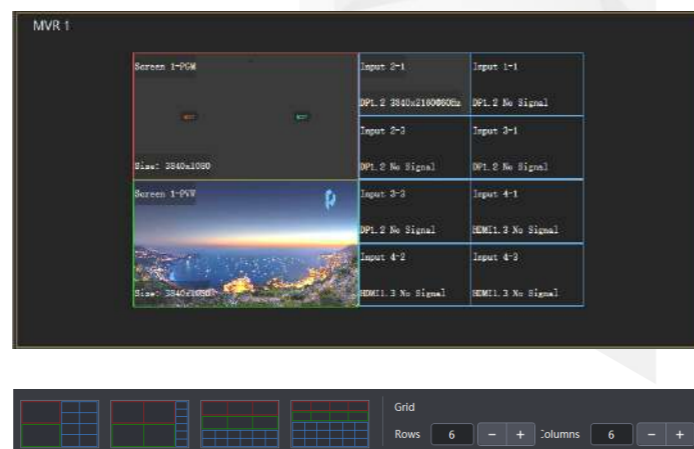 MVR 1
Screen 1-PGM
Size: 3840x1080
Screen 1-PVW
Size: 3840x1080
Input 2-1
DP1.2 3840x2160@60Hz
Input 1-1
DP1.2 No Signal
Input 2-3
DP1.2 No Signal
Input 3-1
DP1.2 No Signal
Input 3-3
DP1.2 No Signal
Input 4-1
HDMI1.3 No Signal
Input 4-2
HDMI1.3 No Signal
Input 4-3
HDMI1.3 No Signal
Grid
Rows 6 - + Columns 6 - +